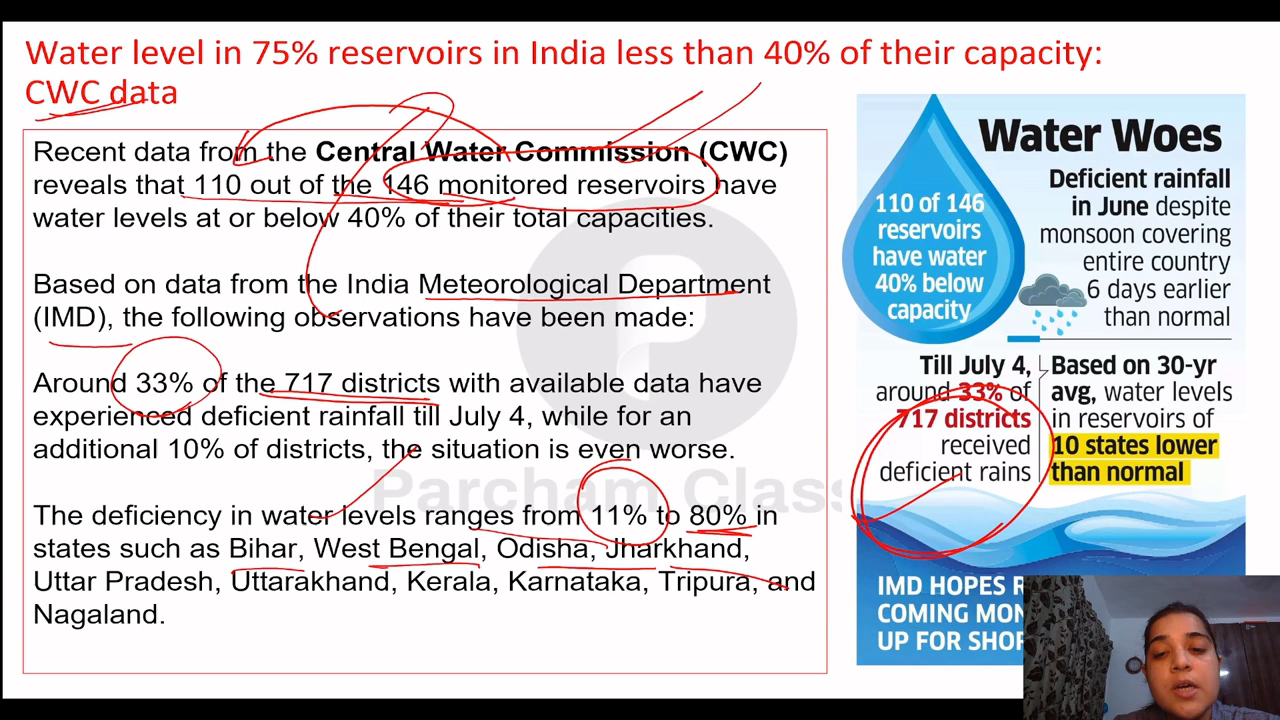 Water level in 75% reservoirs in India less than 40% of their capacity:
CWC data
Recent data from the Central Water Commission (CWC)
reveals that 110 out of the 146 monitored reservoirs have
water levels at or below 40% of their total capacities.
Based on data from the India Meteorological Department
(IMD), the following observations have been made:
Around 33% of the 717 districts with available data have
experienced deficient rainfall till July 4, while for an
additional 10% of districts, the situation is even worse.
The deficiency in water levels ranges from 11% to 80% in
states such as Bihar, West Bengal, Odisha, Jharkhand,
Uttar Pradesh, Uttarakhand, Kerala, Karnataka, Tripura, and
Nagaland.
Parcham Classe
Water Woes
110 of 146
reservoirs
have water
40% below
capacity
Deficient rainfall
in June despite
monsoon covering
entire country
6 days earlier
than normal
Till July 4,
around 33% of
717 districts
received
deficient rains
Based on 30-yr
avg, water levels
in reservoirs of
10 states lower
than normal
IMD HOPES
COMING
UP FOR